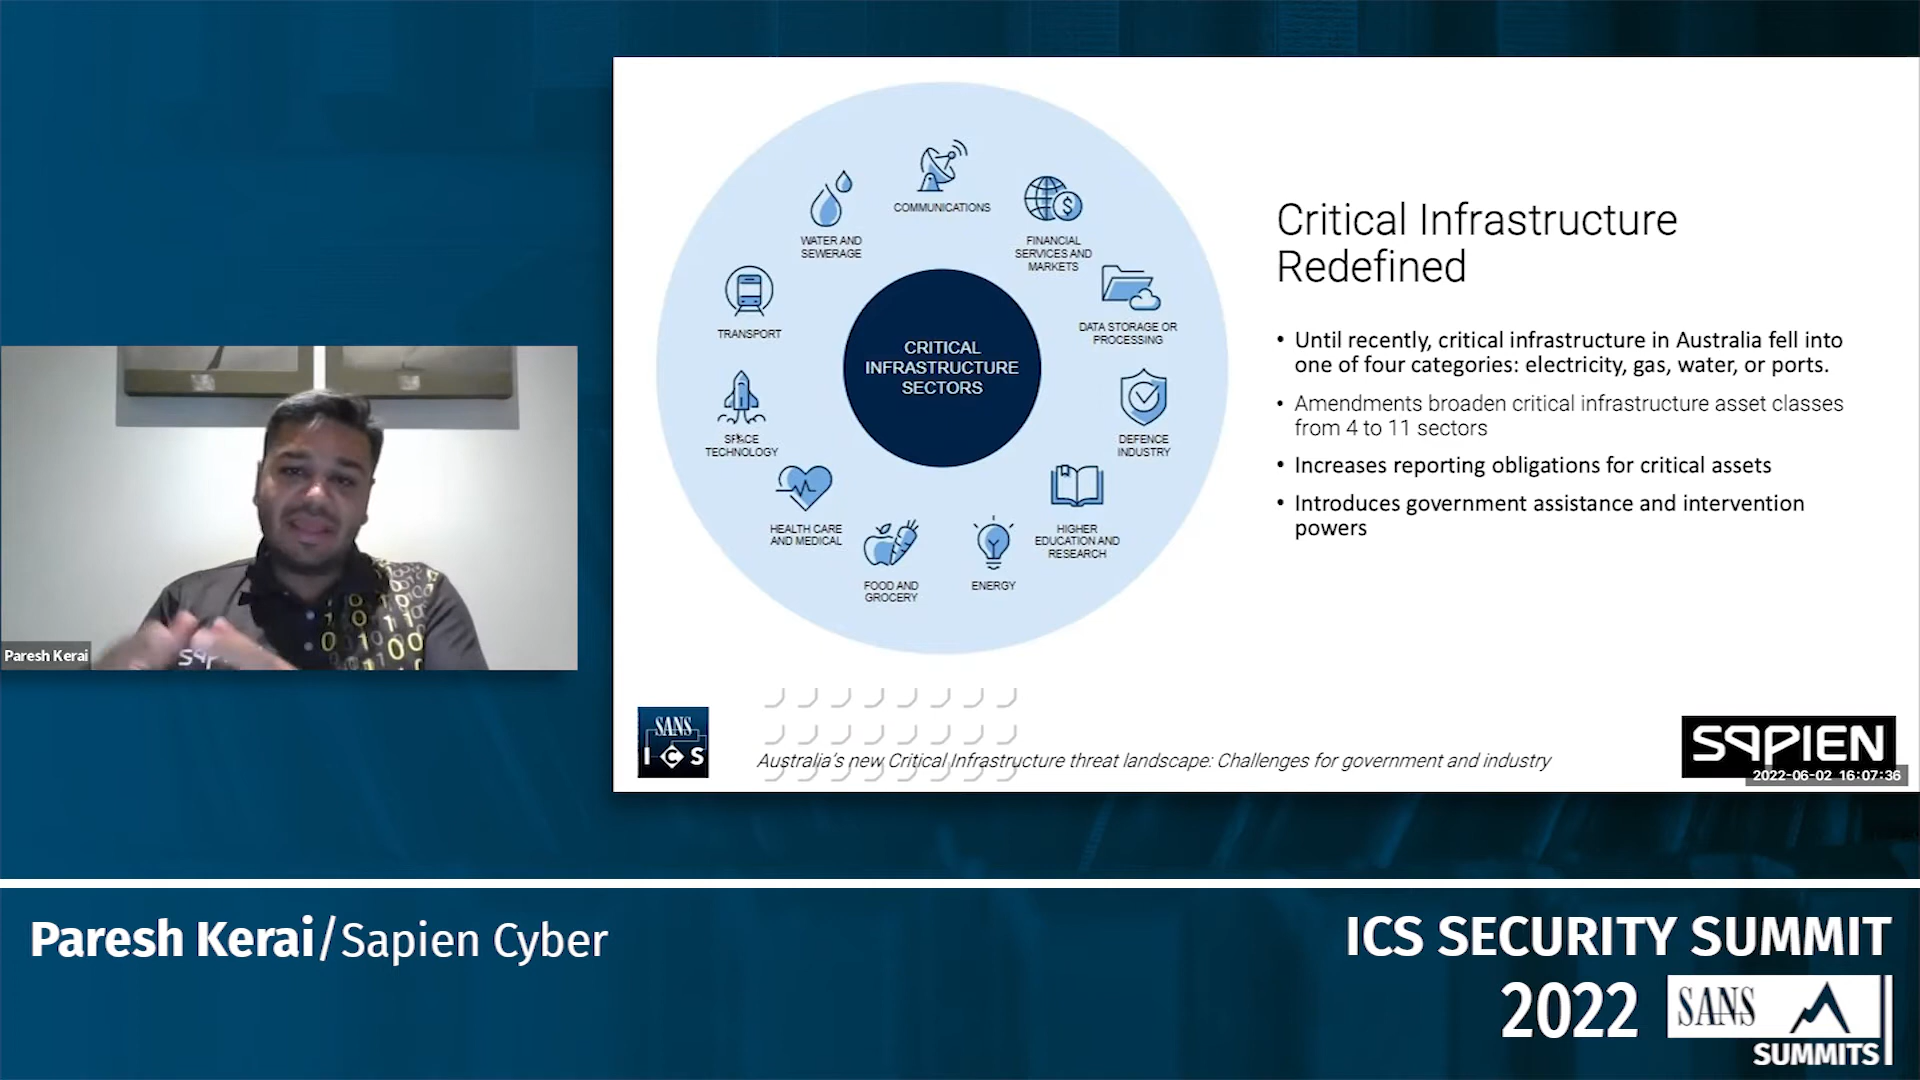 COMMUNICATIONS
WATER AND
SEWERAGE
FINANCIAL
SERVICES AND
MARKETS
TRANSPORT
DATA STORAGE OR
PROCESSING
CRITICAL
INFRASTRUCTURE
SECTORS
SPACE
TECHNOLOGY
DEFENCE
INDUSTRY
HEALTH CARE
AND MEDICAL
HIGHER
EDUCATION AND
RESEARCH
FOOD AND
GROCERY
ENERGY
Critical Infrastructure
Redefined
• Until recently, critical infrastructure in Australia fell into
one of four categories: electricity, gas, water, or ports.
• Amendments broaden critical infrastructure asset classes
from 4 to 11 sectors
• Increases reporting obligations for critical assets
• Introduces government assistance and intervention
powers
Paresh Kerai
SANS
ICS
Australia's new Critical Infrastructure threat landscape: Challenges for government and industry
SAPIEN
2022-06-02 16:07:36
Paresh Kerai/Sapien Cyber
ICS SECURITY SUMMIT
2022
SANS
SUMMITS